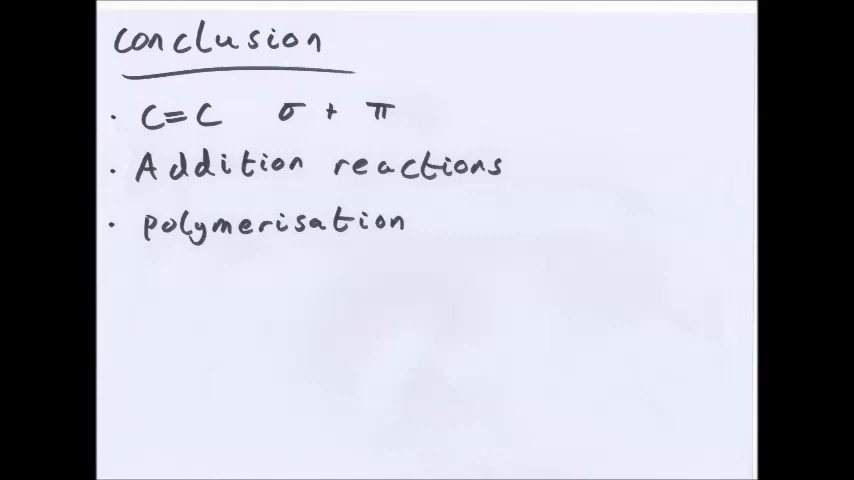 Conclusion
· C=C σ + π
· Addition reactions
· polymerisation